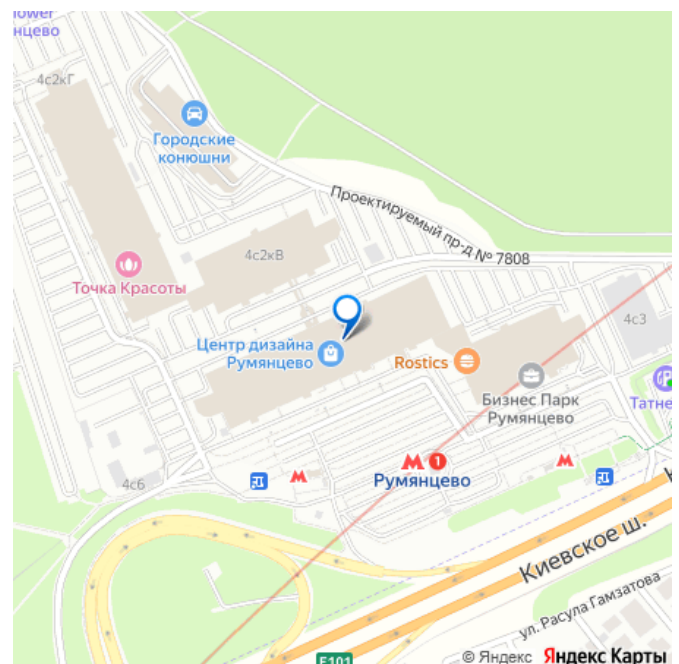 lower
нцево
4с2кГ
Городские
конюшни
Проектируемый пр-д № 7808
4с2кВ
Точка Красоты
4с3
Центр дизайна
Румянцево
Rostics
Бизнес Парк
Румянцево
Татне
М 1
Румянцево
4с6
Киевское ш.
ул. Расула Гамзатова
E101
© Яндекс Яндекс Карты